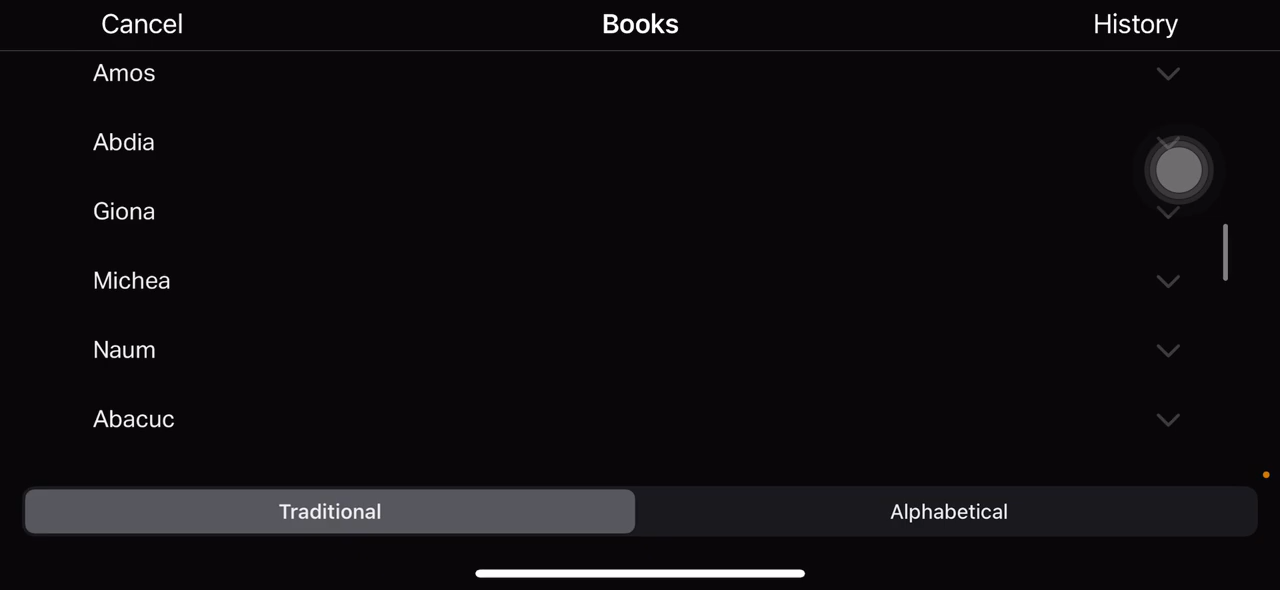 Cancel Books History
Amos
Abdia
Giona
Michea
Naum
Abacuc
Traditional Alphabetical